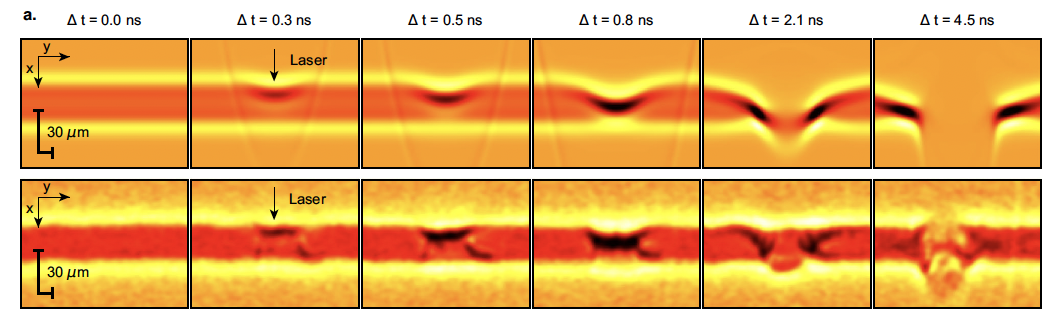 a.
Δ t = 0.0 ns
Δ t = 0.3 ns
Δ t = 0.5 ns
Δ t = 0.8 ns
Δ t = 2.1 ns
Δ t = 4.5 ns
y
x
Laser
30 μm
y
x
Laser
30 μm